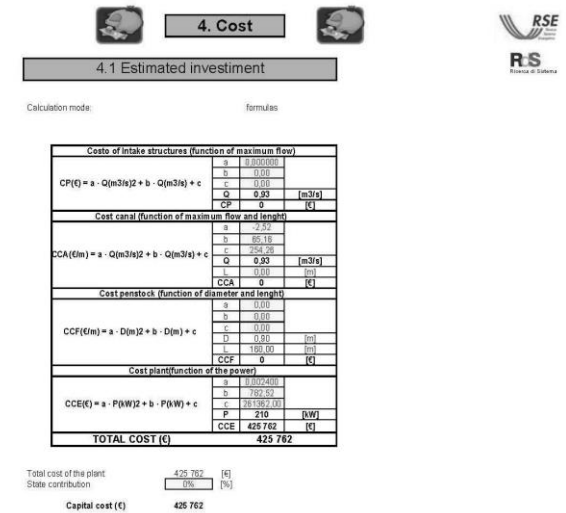 4. Cost
RSE
Ricerca
Sistema
Energetico
RdS
Ricerca di Sistema
4.1 Estimated investiment
Calculation mode: formulas
Costo of intake structures (function of maximum flow)
CP(€) = a · Q(m3/s)2 + b · Q(m3/s) + c
a 0,000000
b 0,00
c 0,00
Q 0,93 [m3/s]
CP 0 [€]
Cost canal (function of maximum flow and lenght)
CCA(€/m) = a · Q(m3/s)2 + b · Q(m3/s) + c
a -2,52
b 65,16
c 254,26
Q 0,93 [m3/s]
L 0,00 [m]
CCA 0 [€]
Cost penstock (function of diameter and lenght)
CCF(€/m) = a · D(m)2 + b · D(m) + c
a 0,00
b 0,00
c 0,00
D 0,90 [m]
L 160,00 [m]
CCF 0 [€]
Cost plant(function of the power)
CCE(€) = a · P(kW)2 + b · P(kW) + c
a 0,002400
b 782,52
c 261362,00
P 210 [kW]
CCE 425 762 [€]
TOTAL COST (€) 425 762
Total cost of the plant 425 762 [€]
State contribution 0% [%]
Capital cost (€) 425 762